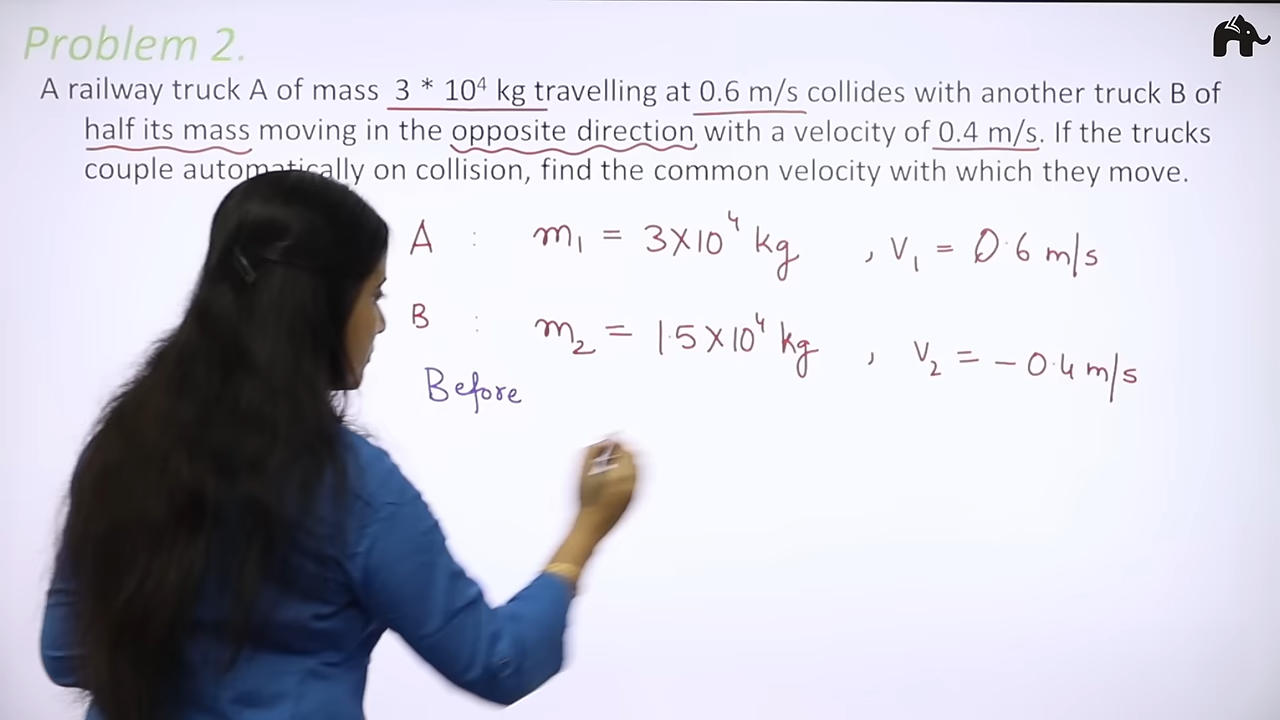 Problem 2.
A railway truck A of mass 3 * 10⁴ kg travelling at 0.6 m/s collides with another truck B of
half its mass moving in the opposite direction with a velocity of 0.4 m/s. If the trucks
couple automatically on collision, find the common velocity with which they move.
A : m₁ = 3×10⁴ kg , v₁ = 0.6 m/s
B : m₂ = 1.5×10⁴ kg , v₂ = -0.4 m/s
Before